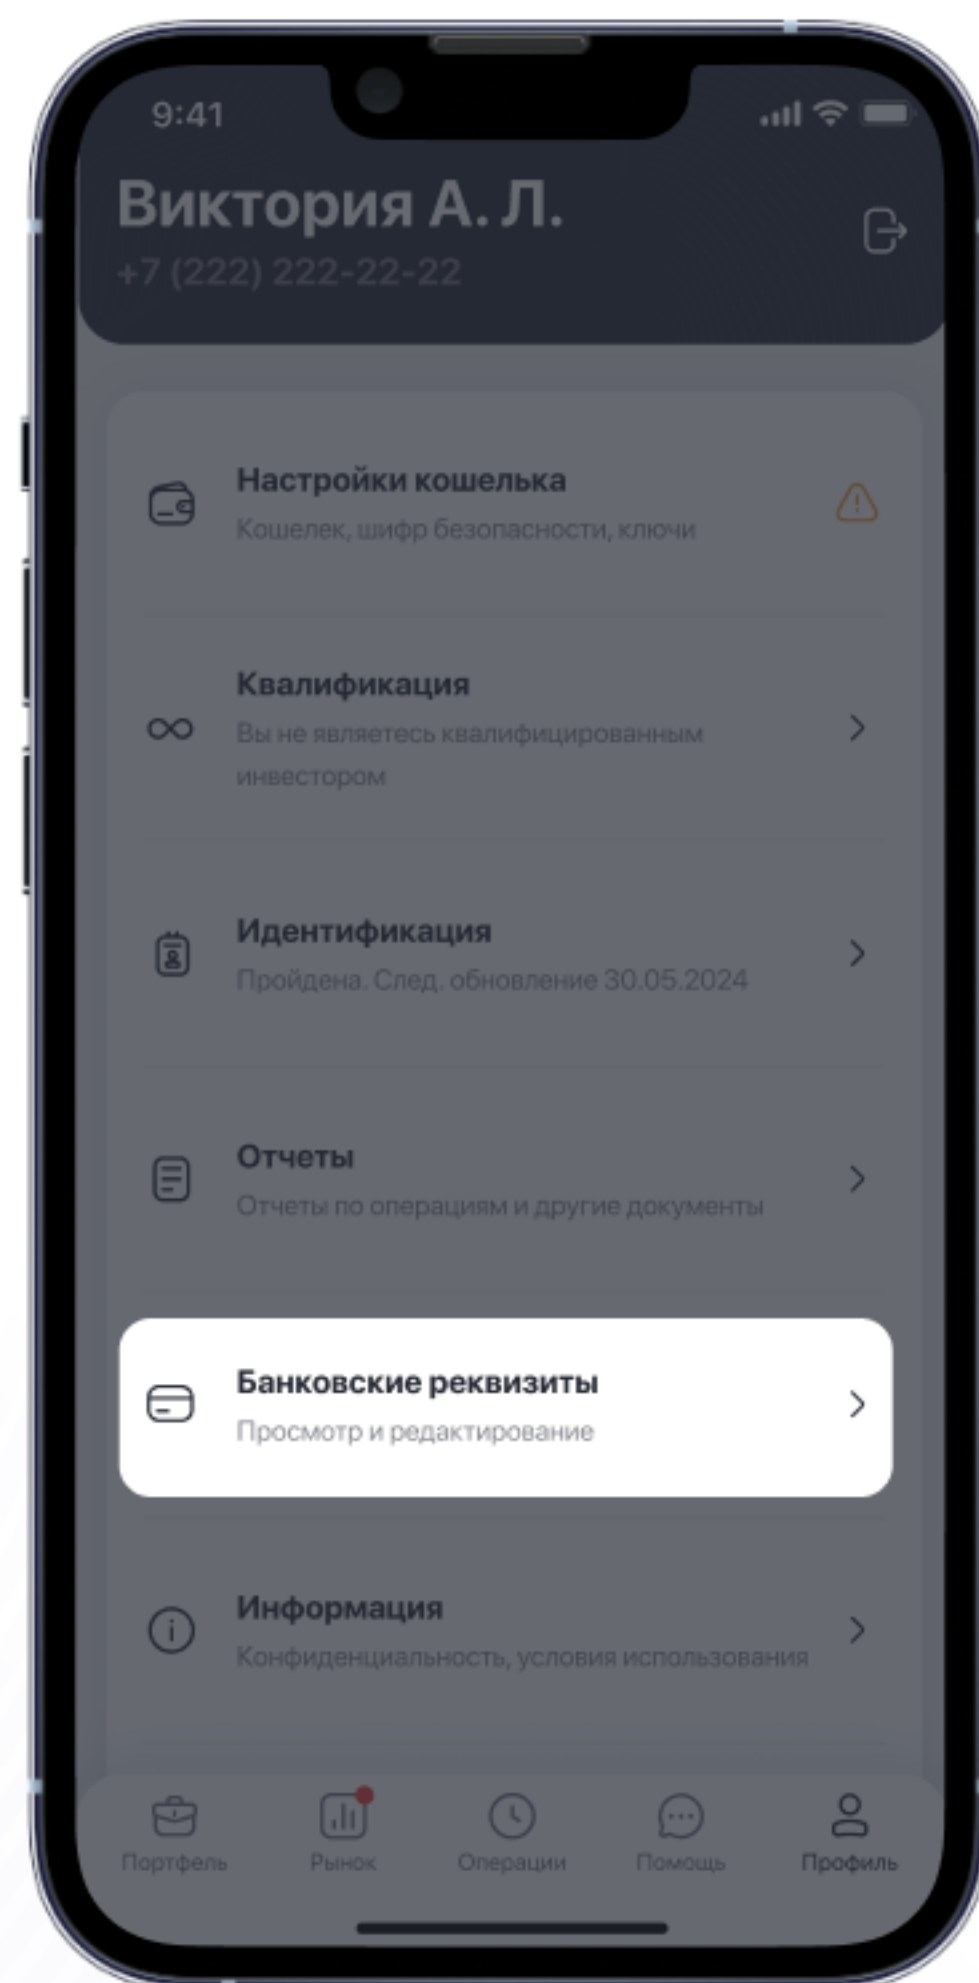 9:41
Виктория А. Л.
+7 (222) 222-22-22
Настройки кошелька
Кошелек, шифр безопасности, ключи
Квалификация
Вы не являетесь квалифицированным
инвестором
Идентификация
Пройдена. След. обновление 30.05.2024
Отчеты
Отчеты по операциям и другие документы
Банковские реквизиты
Просмотр и редактирование
Информация
Конфиденциальность, условия использования
Портфель Рынок Операции Помощь Профиль